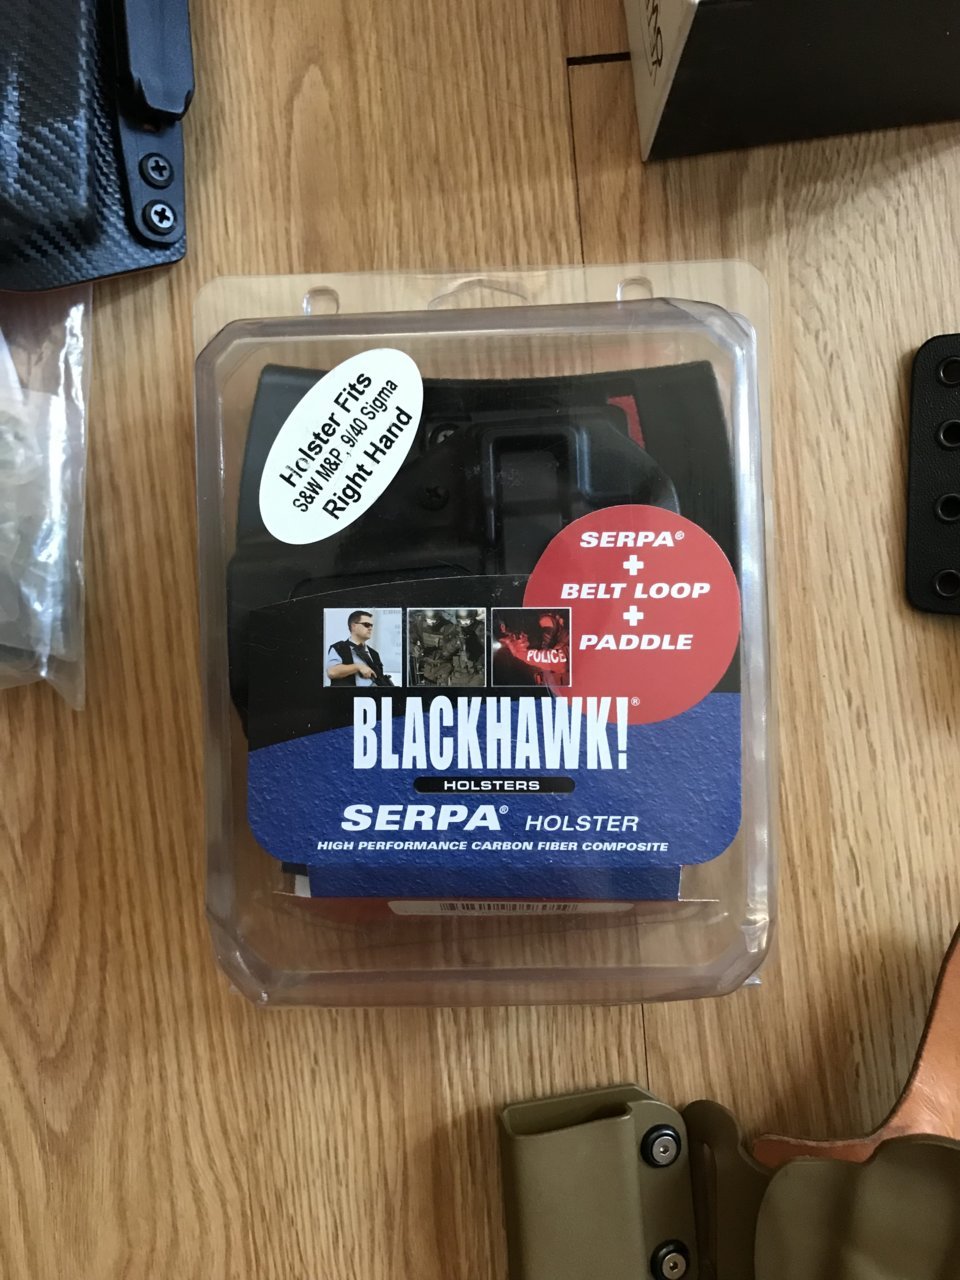 Holster Fits
S&W M&P, 9/40 Sigma
Right Hand
SERPA®
+
BELT LOOP
+
PADDLE
POLICE
BLACKHAWK!®
HOLSTERS
SERPA® HOLSTER
HIGH PERFORMANCE CARBON FIBER COMPOSITE